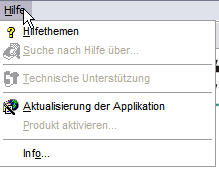 Hilfe
Hilfethemen
Suche nach Hilfe über...
Technische Unterstützung
Aktualisierung der Applikation
Produkt aktivieren...
Info...